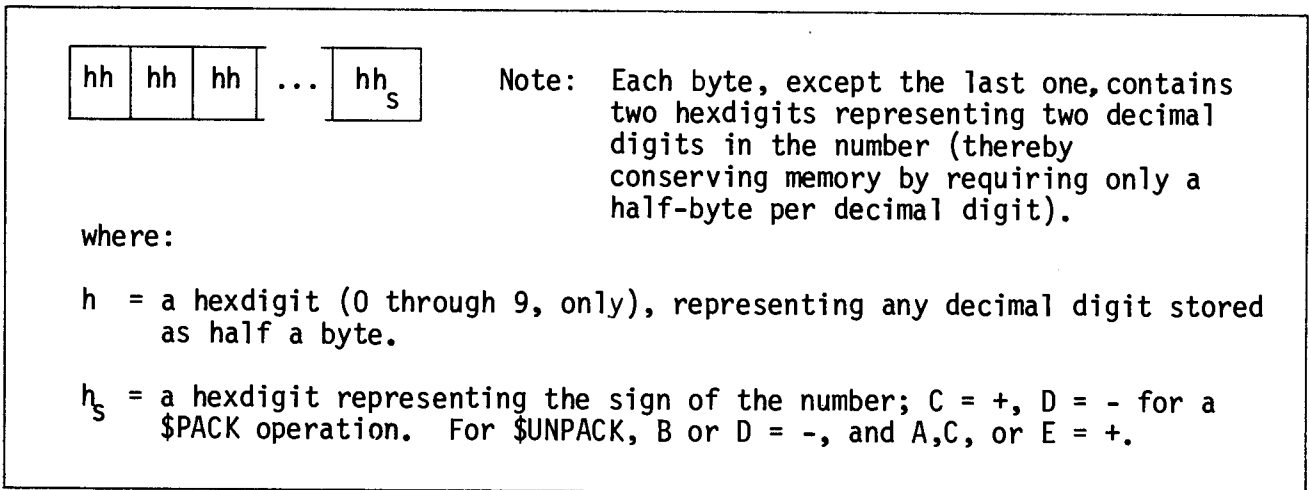 hh hh hh ... hhs Note: Each byte, except the last one, contains
two hexdigits representing two decimal
digits in the number (thereby
conserving memory by requiring only a
half-byte per decimal digit).
where:
h = a hexdigit (0 through 9, only), representing any decimal digit stored
as half a byte.
hs = a hexdigit representing the sign of the number; C = +, D = - for a
$PACK operation. For $UNPACK, B or D = -, and A,C, or E = +.